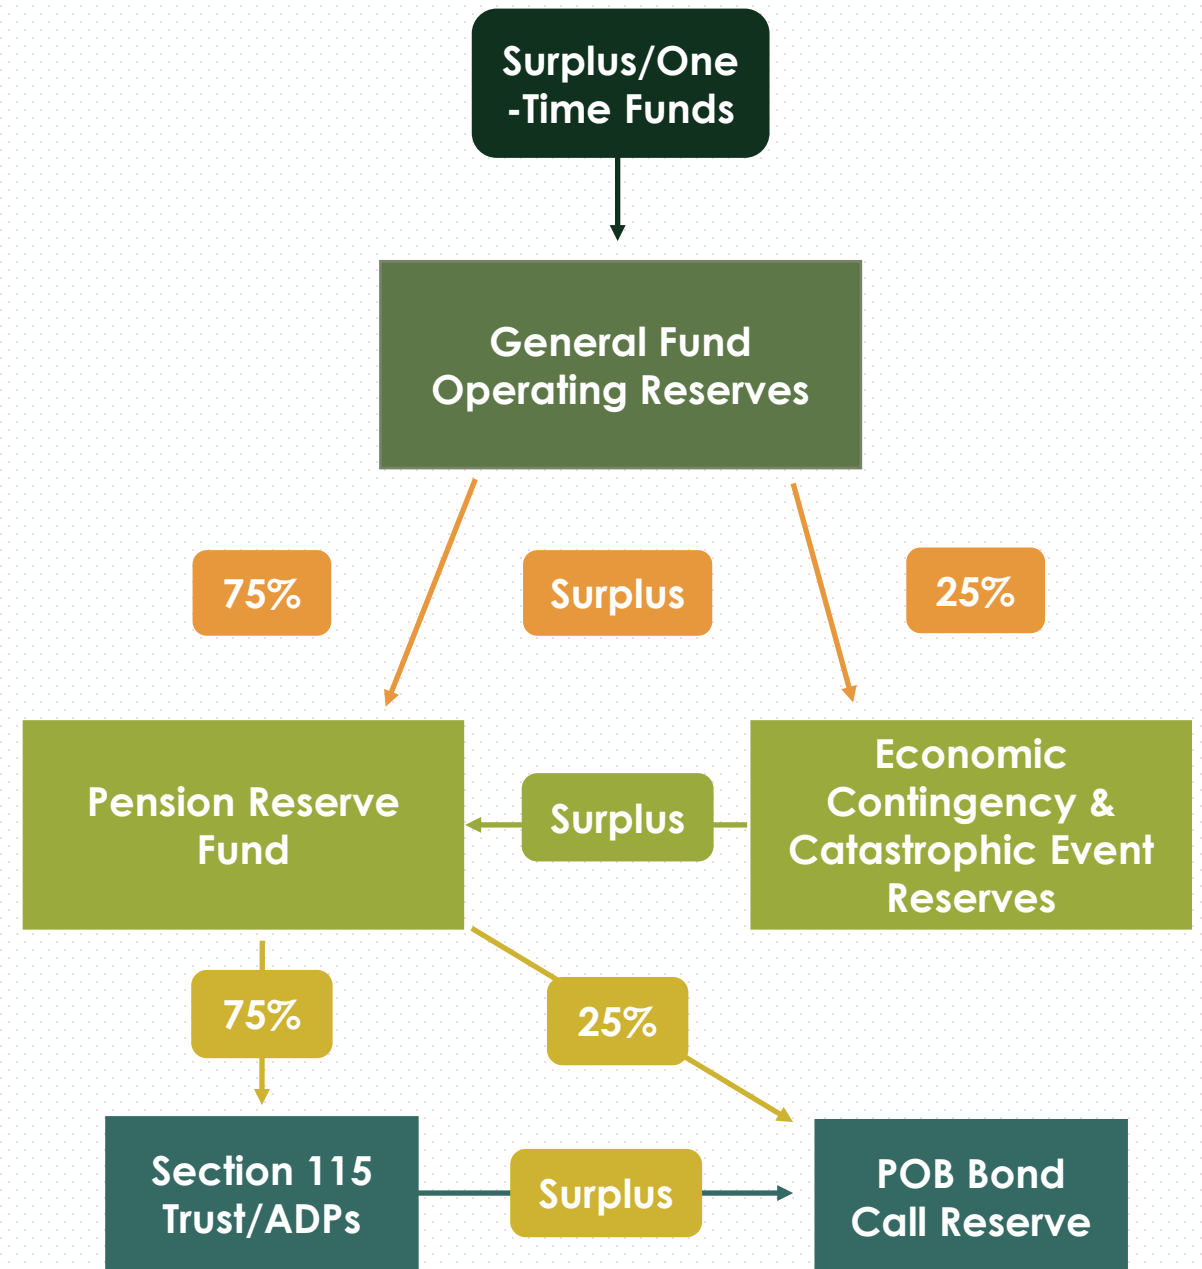 Surplus/One
-Time Funds
General Fund
Operating Reserves
75%
Surplus
25%
Pension Reserve
Fund
Surplus
Economic
Contingency &
Catastrophic Event
Reserves
75%
25%
Section 115
Trust/ADPs
Surplus
POB Bond
Call Reserve